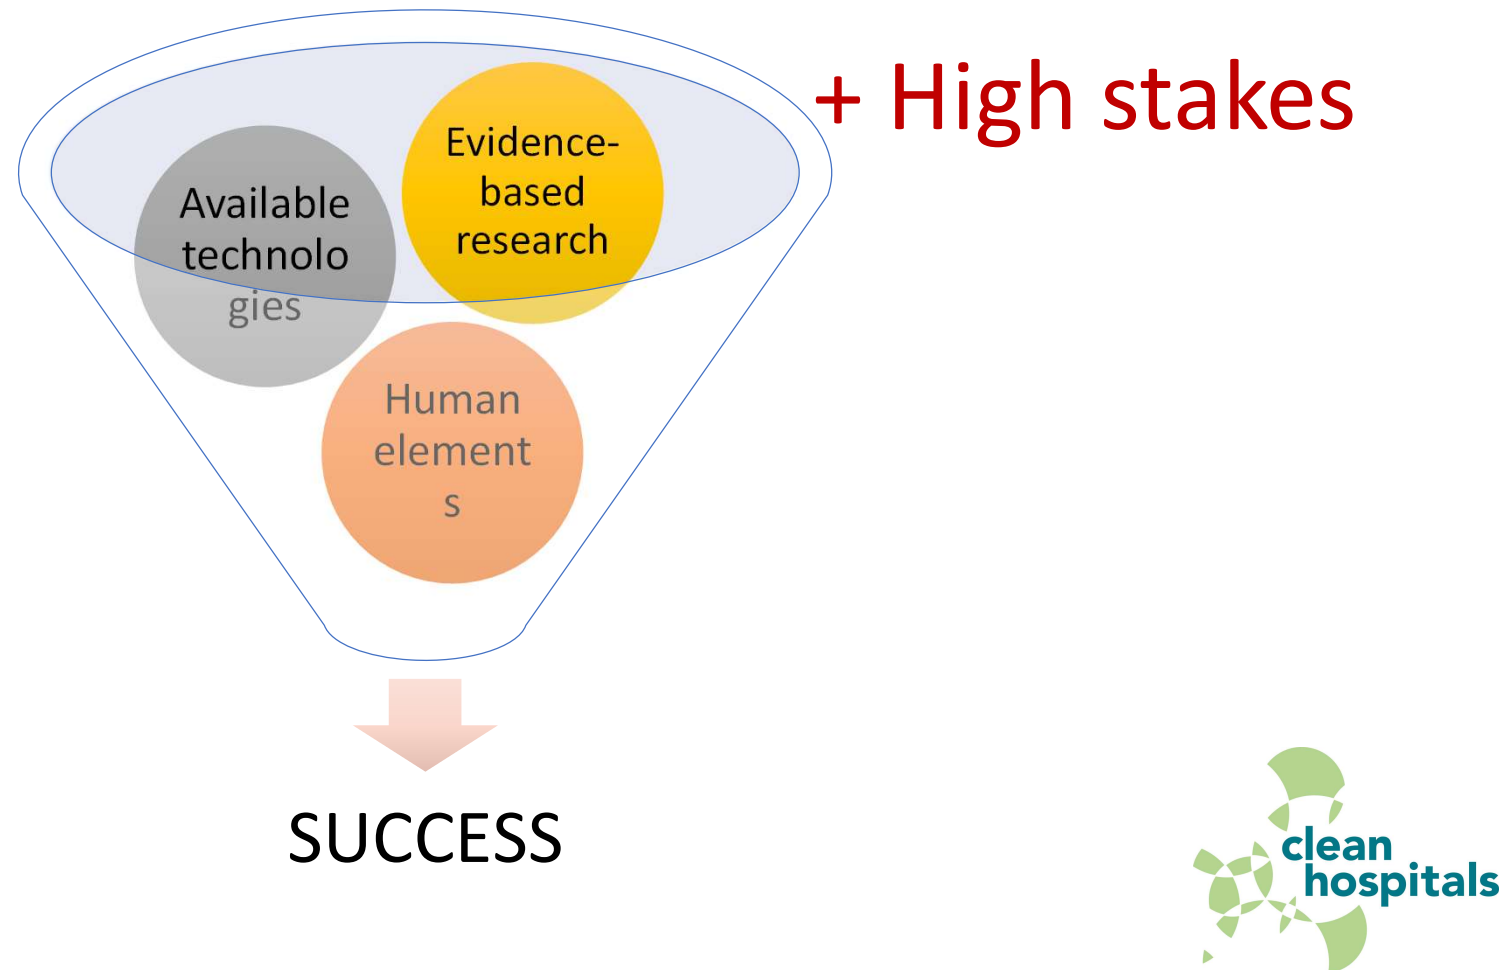 + High stakes
Evidence-
based
research
Available
technolo
gies
Human
element
s
SUCCESS
clean
hospitals